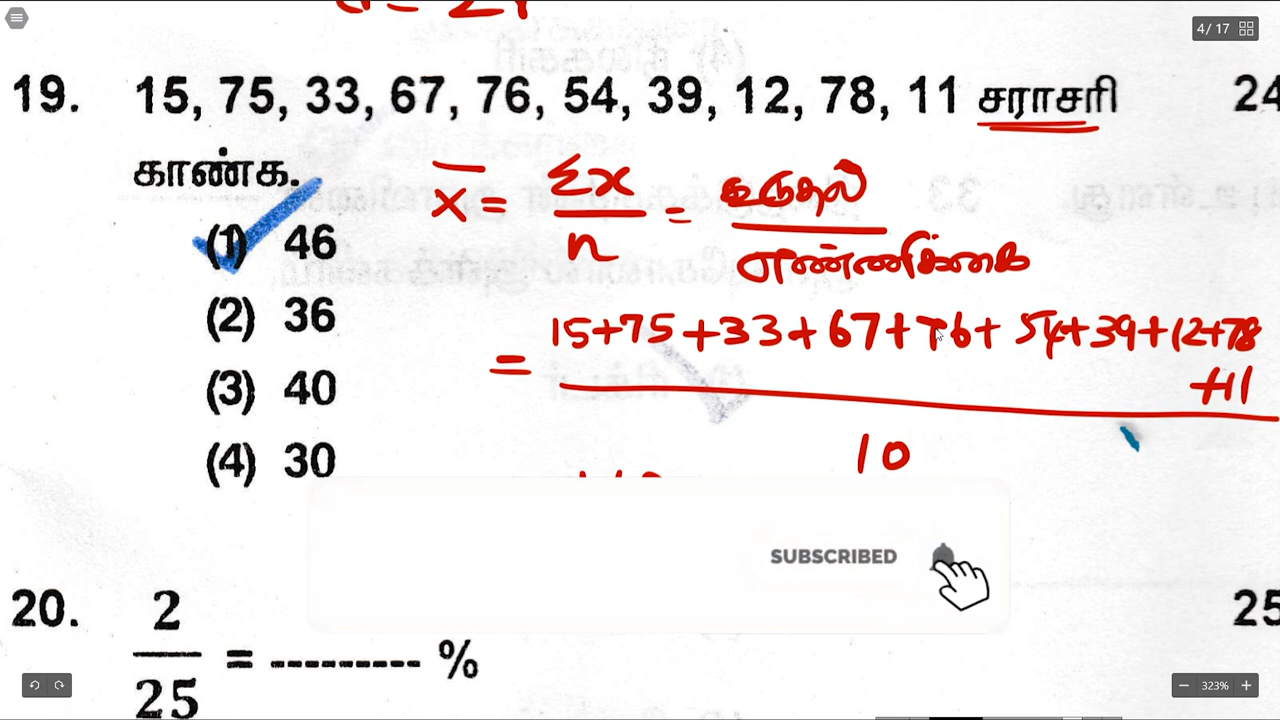 4 / 17
19. 15, 75, 33, 67, 76, 54, 39, 12, 78, 11 சராசரி
காண்க.
x̄ = Σx / n = கூடுதல் / எண்ணிக்கை
(1) 46
(2) 36
(3) 40
(4) 30
= 15+75+33+67+76+54+39+12+78
+11
10
24
SUBSCRIBED
20. 2/25 = --------- %
25
323%